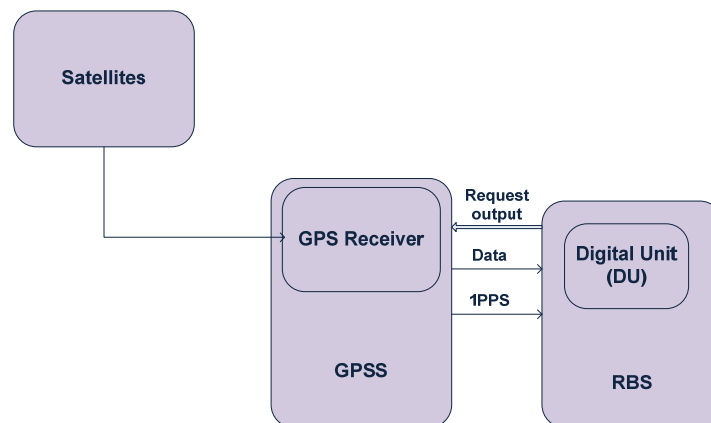 Satellites
GPS Receiver
GPSS
Request
output
Data
1PPS
Digital Unit
(DU)
RBS